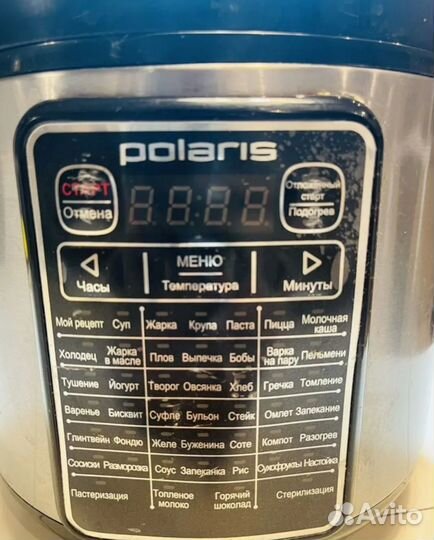 polaris
СТАРТ
Отмена
Отложенный
старт
Подогрев
Часы
МЕНЮ
Температура
Минуты
Мой рецепт Суп Жарка Крупа Паста Пицца Молочная каша
Холодец Жарка в масле Плов Выпечка Бобы Варка на пару Пельмени
Тушение Йогурт Творог Овсянка Хлеб Гречка Томление
Варенье Бисквит Суфле Бульон Стейк Омлет Запекание
Глинтвейн Фондю Желе Буженина Соте Компот Разогрев
Сосиски Разморозка Соус Запеканка Рис Сухофрукты Настойка
Пастеризация Топленое молоко Горячий шоколад Стерилизация
Avito